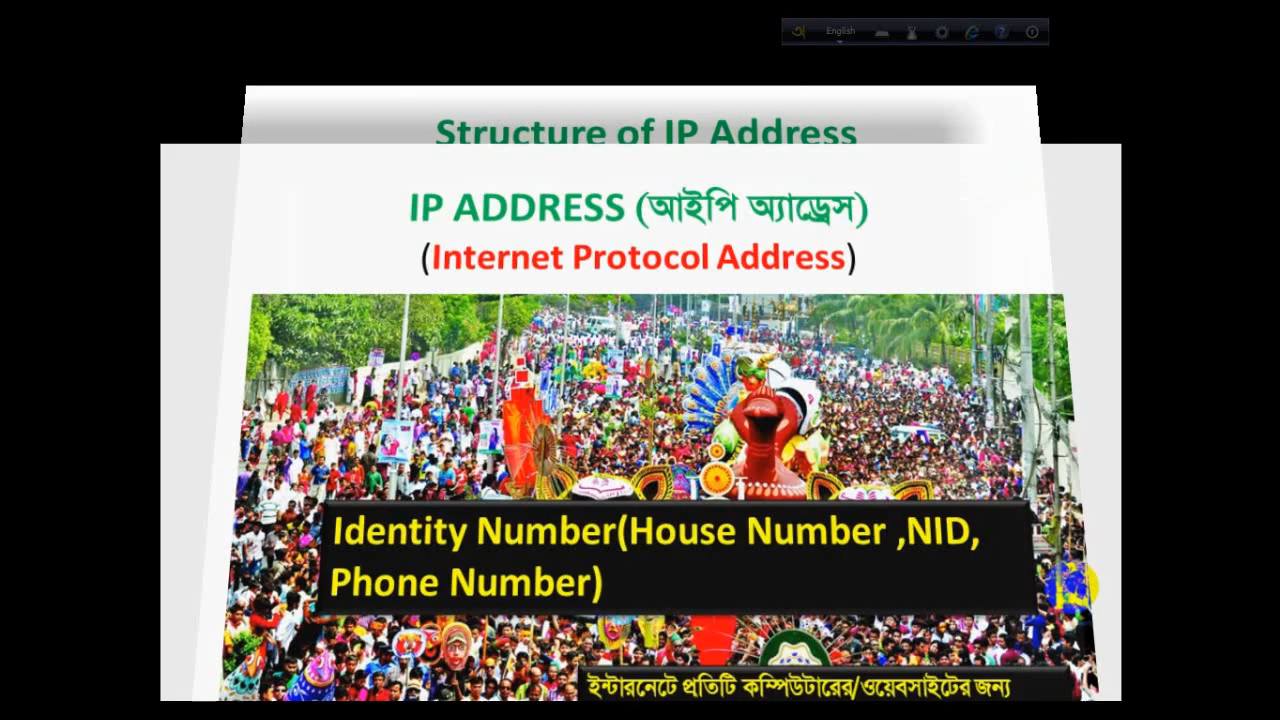 অ English
Structure of IP Address
IP ADDRESS (আইপি অ্যাড্রেস)
(Internet Protocol Address)
Identity Number(House Number ,NID,
Phone Number)
ইন্টারনেটে প্রতিটি কম্পিউটারের/ওয়েবসাইটের জন্য